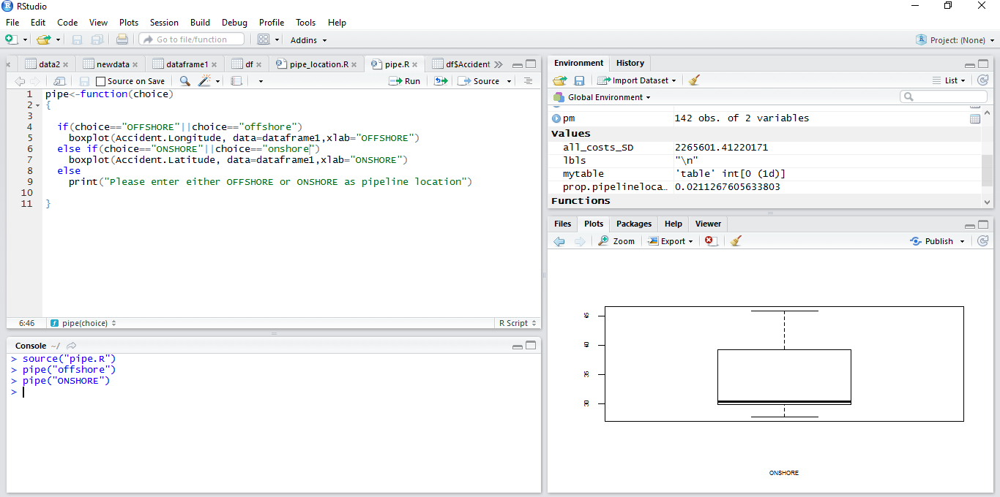 RStudio
File Edit Code View Plots Session Build Debug Profile Tools Help
Go to file/function Addins Project: (None)
data2 newdata dataframe1 df pipe_location.R pipe.R df$Accident
Source on Save Run Source
1 pipe<-function(choice)
2 {
3
4 if(choice=="OFFSHORE"||choice=="offshore")
5 boxplot(Accident.Longitude, data=dataframe1,xlab="OFFSHORE")
6 else if(choice=="ONSHORE"||choice=="onshore")
7 boxplot(Accident.Latitude, data=dataframe1,xlab="ONSHORE")
8 else
9 print("Please enter either OFFSHORE or ONSHORE as pipeline location")
10
11 }
6:46 pipe(choice) R Script
Console ~/
> source("pipe.R")
> pipe("offshore")
> pipe("ONSHORE")
>
Environment History
Import Dataset List
Global Environment
pm 142 obs. of 2 variables
Values
all_costs_SD 2265601.41220171
lbls "\n"
mytable 'table' int[0 (1d)]
prop.pipelineloca… 0.0211267605633803
Functions
Files Plots Packages Help Viewer
Zoom Export Publish
45
40
35
30
ONSHORE